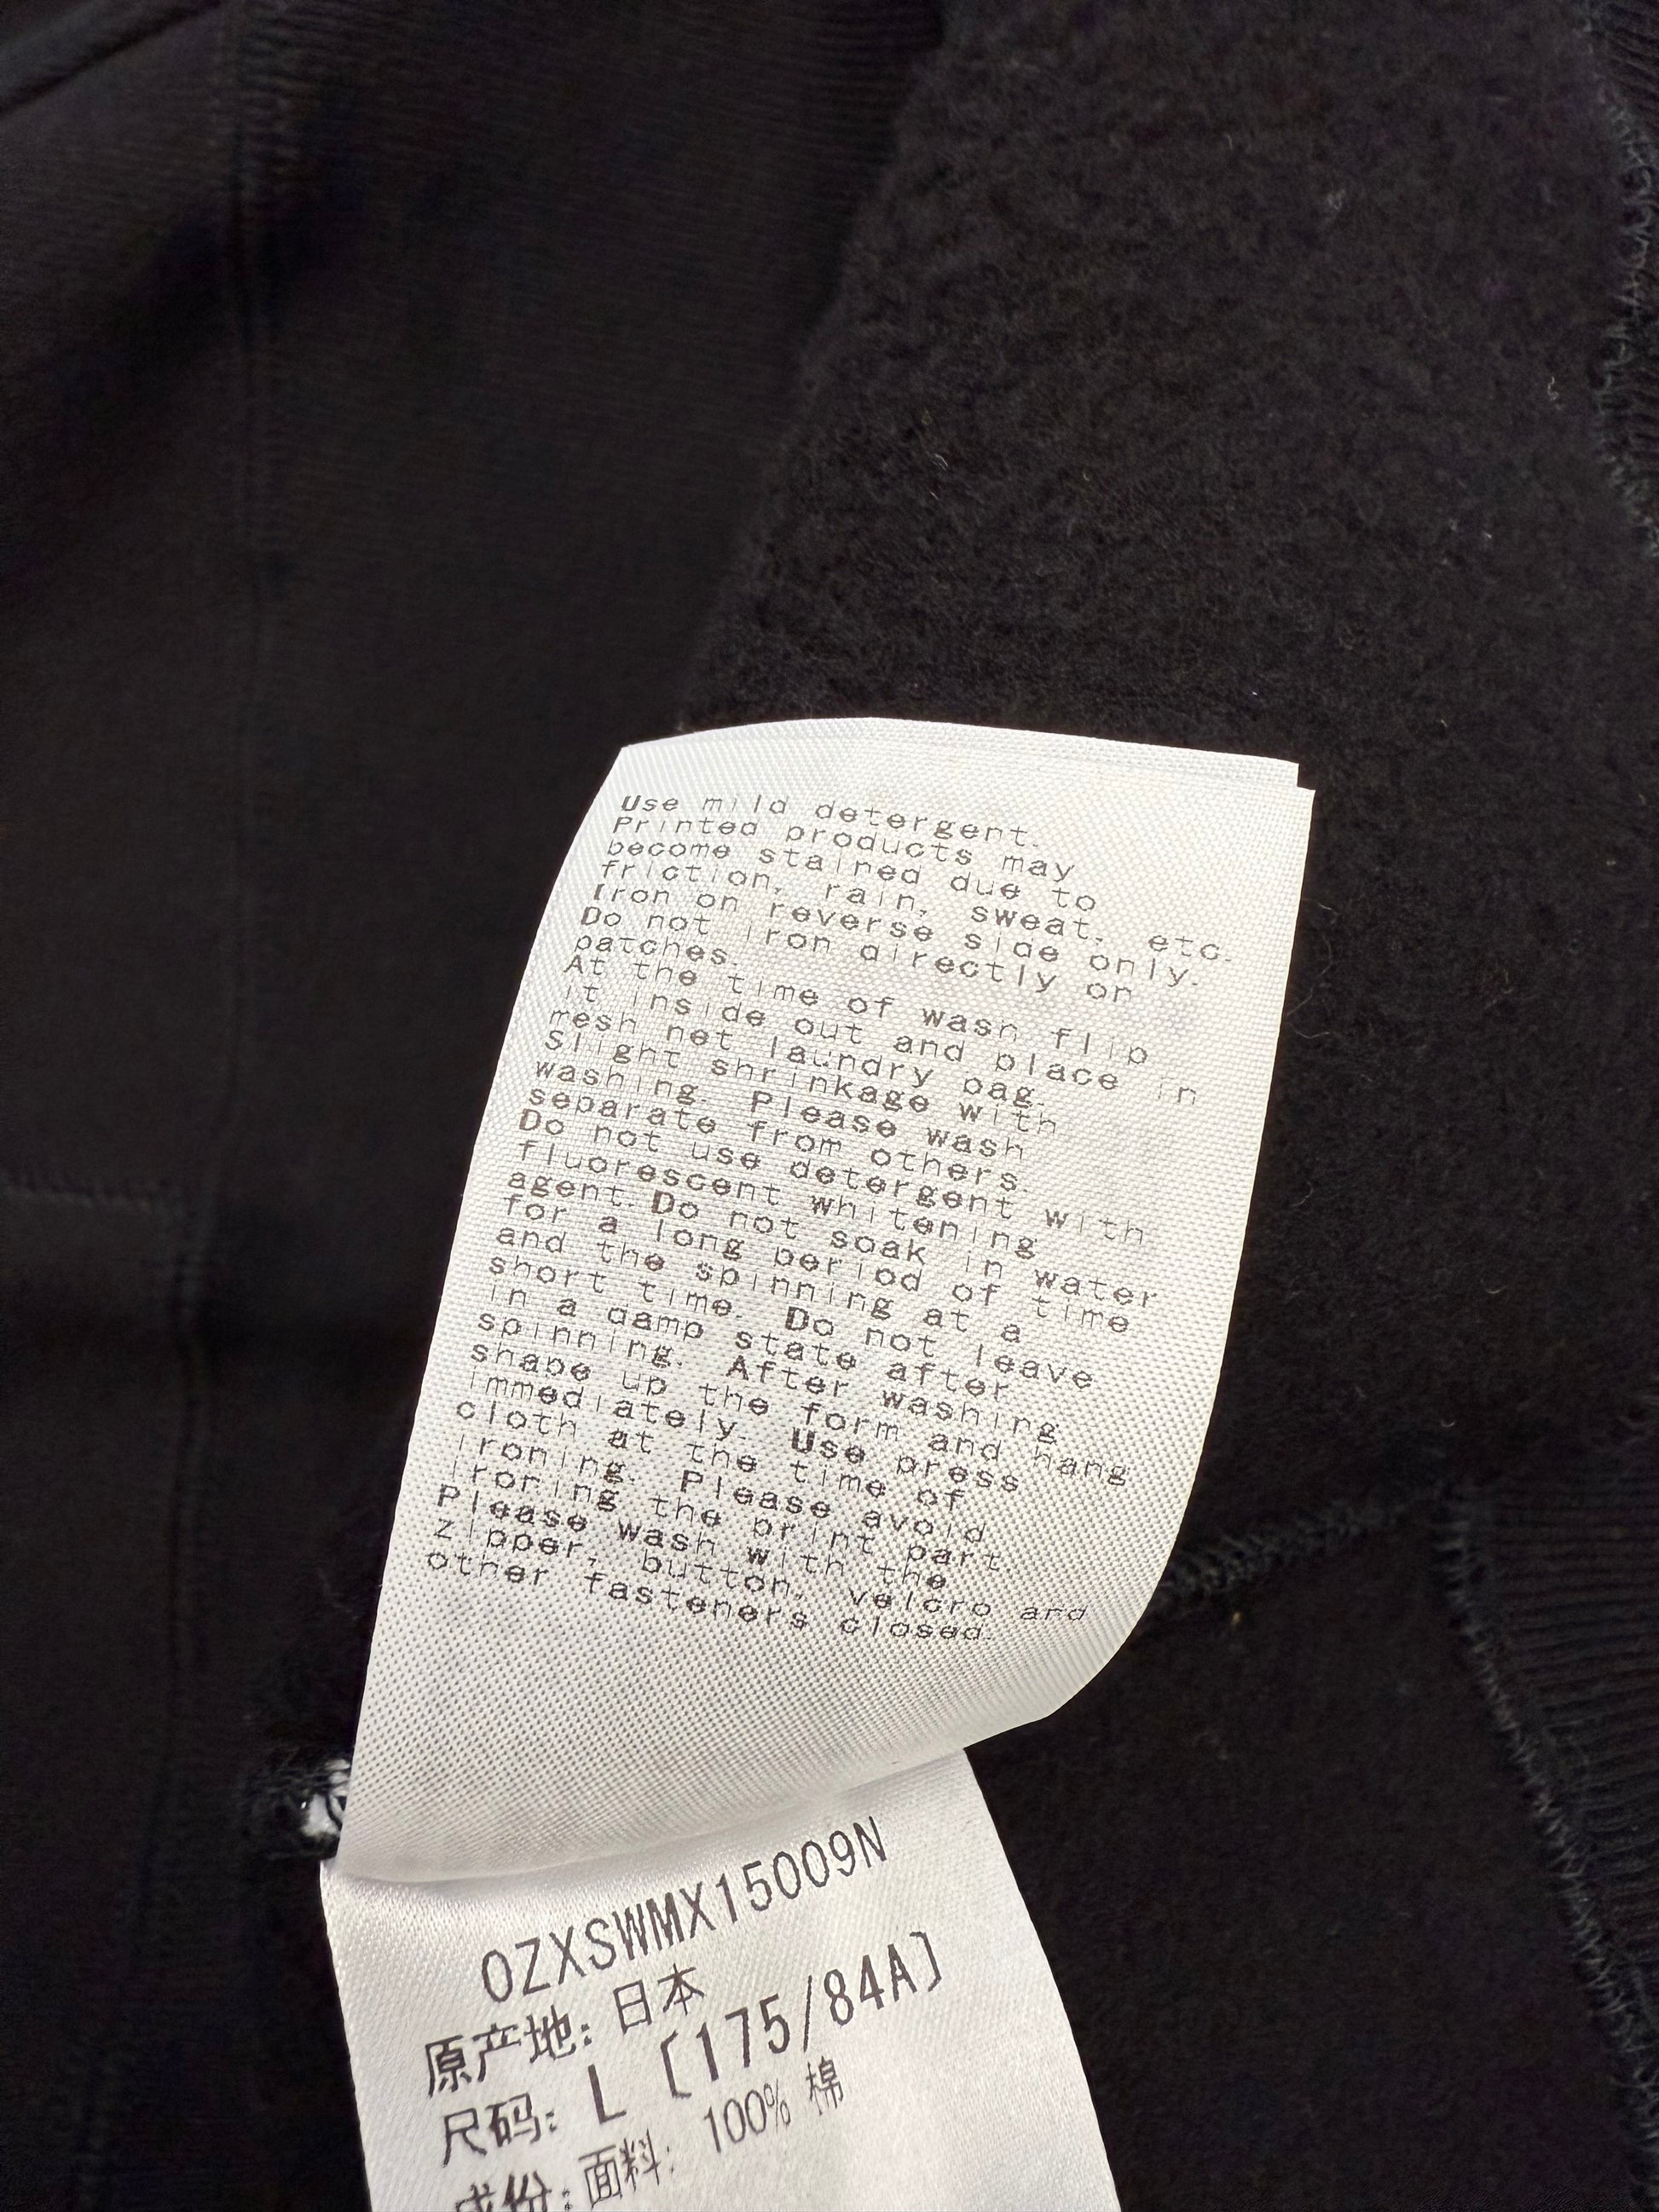 Use mild detergent.
Printed products may
become stained due to
friction, rain, sweat, etc.
Iron on reverse side only.
Do not iron directly on
patches.
At the time of wash flip
it inside out and place in
mesh net laundry bag.
Slight shrinkage with
washing. Please wash
separate from others.
Do not use detergent with
fluorescent whitening
agent. Do not soak in water
for a long period of time
and the spinning at a
short time. Do not leave
in a damp state after
spinning. After washing
shape up the form and hang
immediately. Use press
cloth at the time of
ironing. Please avoid
ironing the print part.
Please wash with the
zipper, button, velcro and
other fasteners closed.
OZXSWMX15009N
原产地: 日本
尺码: L (175/84A)
成份: 面料: 100% 棉